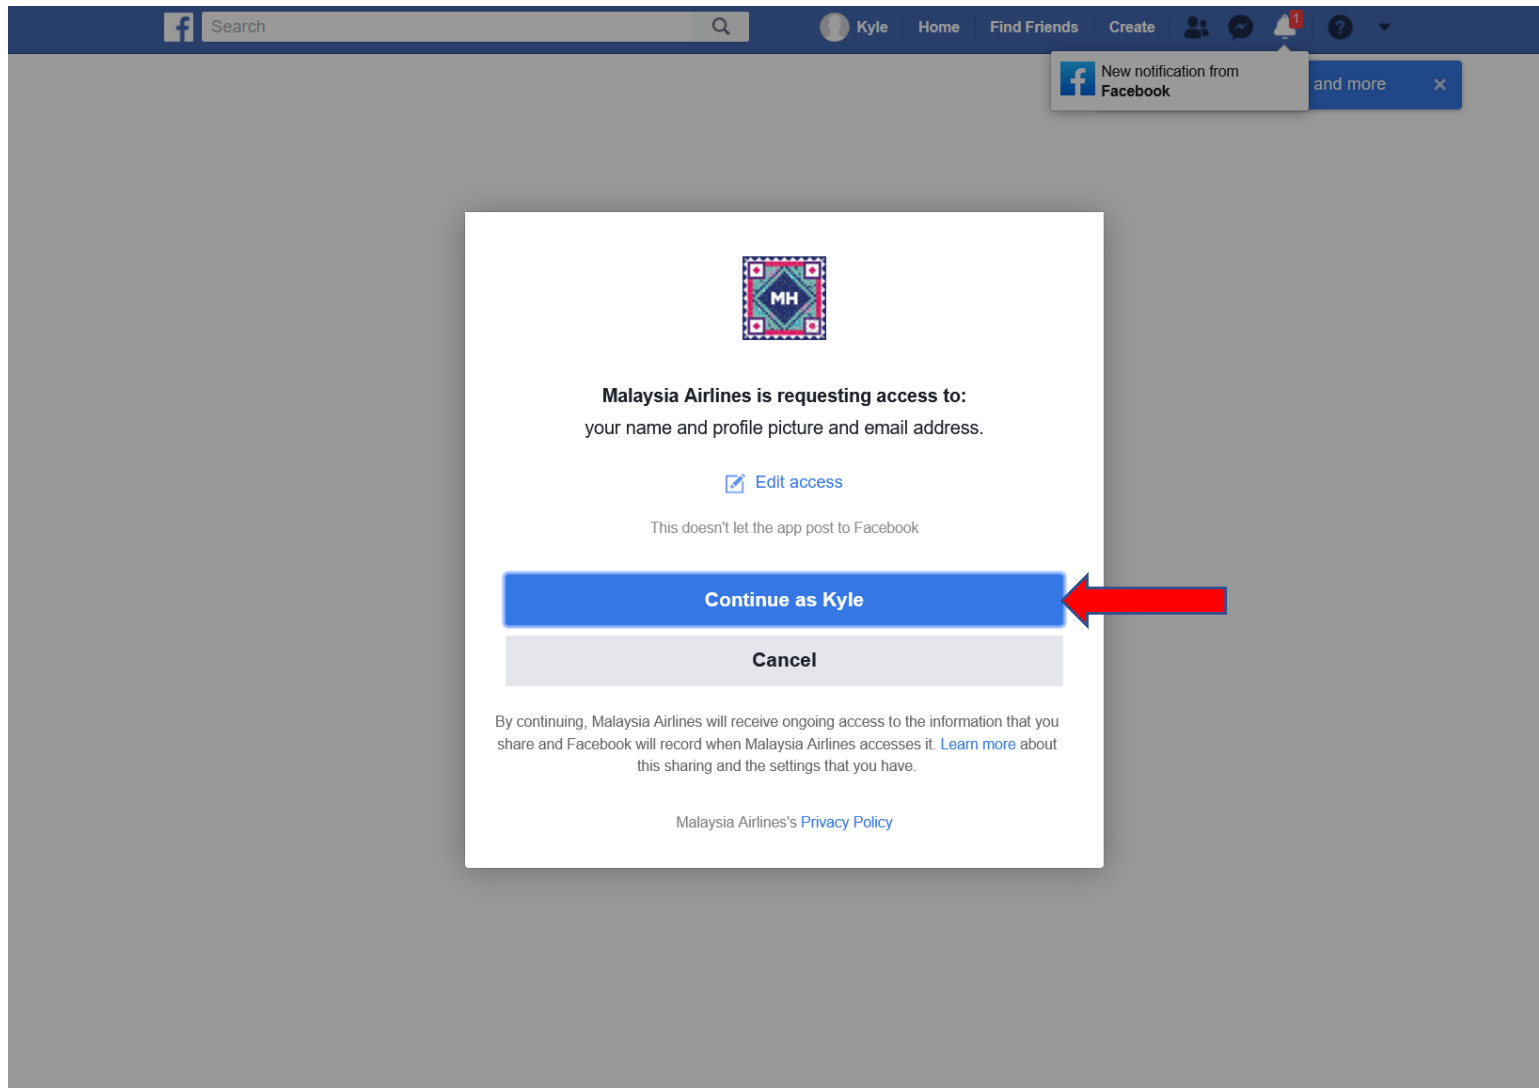 Search
Kyle
Home
Find Friends
Create
1
?
New notification from
Facebook
and more
MH
Malaysia Airlines is requesting access to:
your name and profile picture and email address.
Edit access
This doesn't let the app post to Facebook
Continue as Kyle
Cancel
By continuing, Malaysia Airlines will receive ongoing access to the information that you
share and Facebook will record when Malaysia Airlines accesses it. Learn more about
this sharing and the settings that you have.
Malaysia Airlines's Privacy Policy